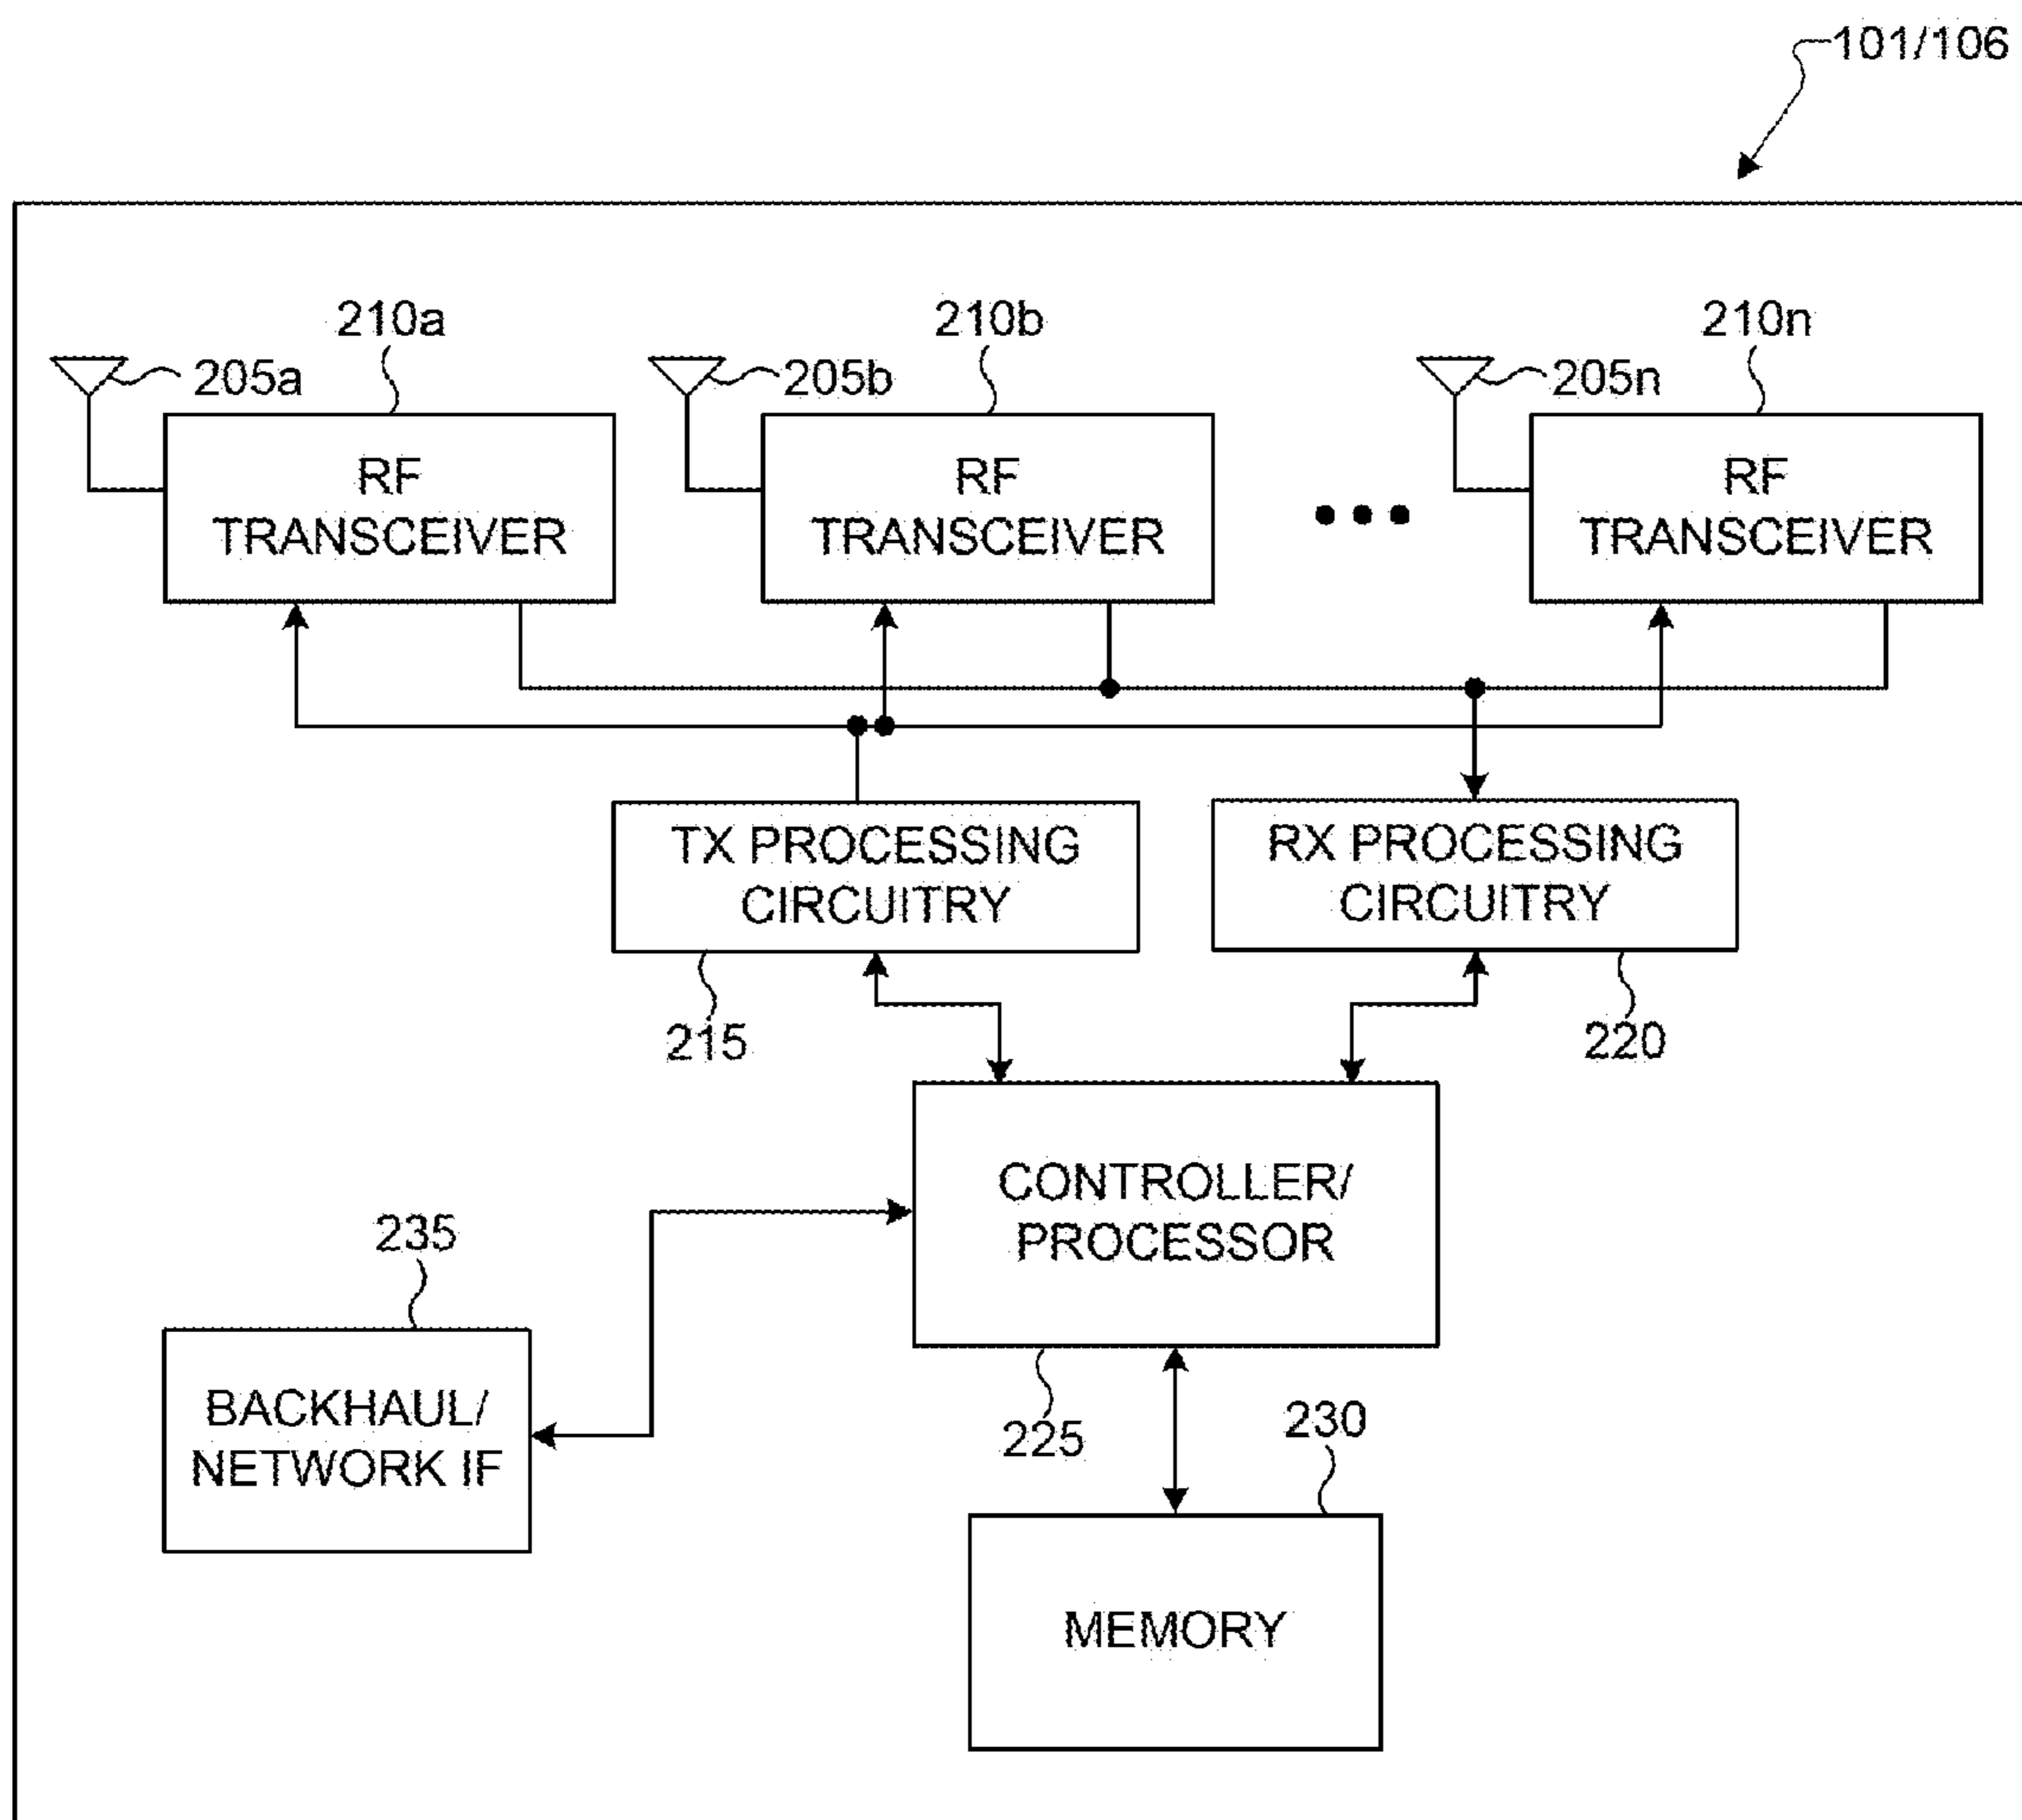 101/106
210a
210b
210n
205a
205b
205n
RF
TRANSCEIVER
RF
TRANSCEIVER
RF
TRANSCEIVER
TX PROCESSING
CIRCUITRY
RX PROCESSING
CIRCUITRY
215
220
CONTROLLER/
PROCESSOR
235
BACKHAUL/
NETWORK IF
225
230
MEMORY